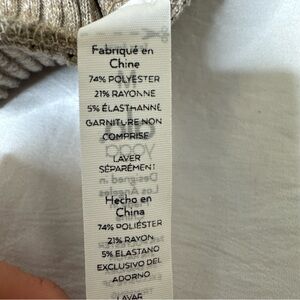 Fabriqué en
Chine
74% POLYESTER
21% RAYONNE
5% ÉLASTHANNE
GARNITURE NON
COMPRISE
LAVER
SÉPARÉMENT
Hecho en
China
74% POLIÉSTER
21% RAYON
5% ELASTANO
EXCLUSIVO DEL
ADORNO
LAVAR